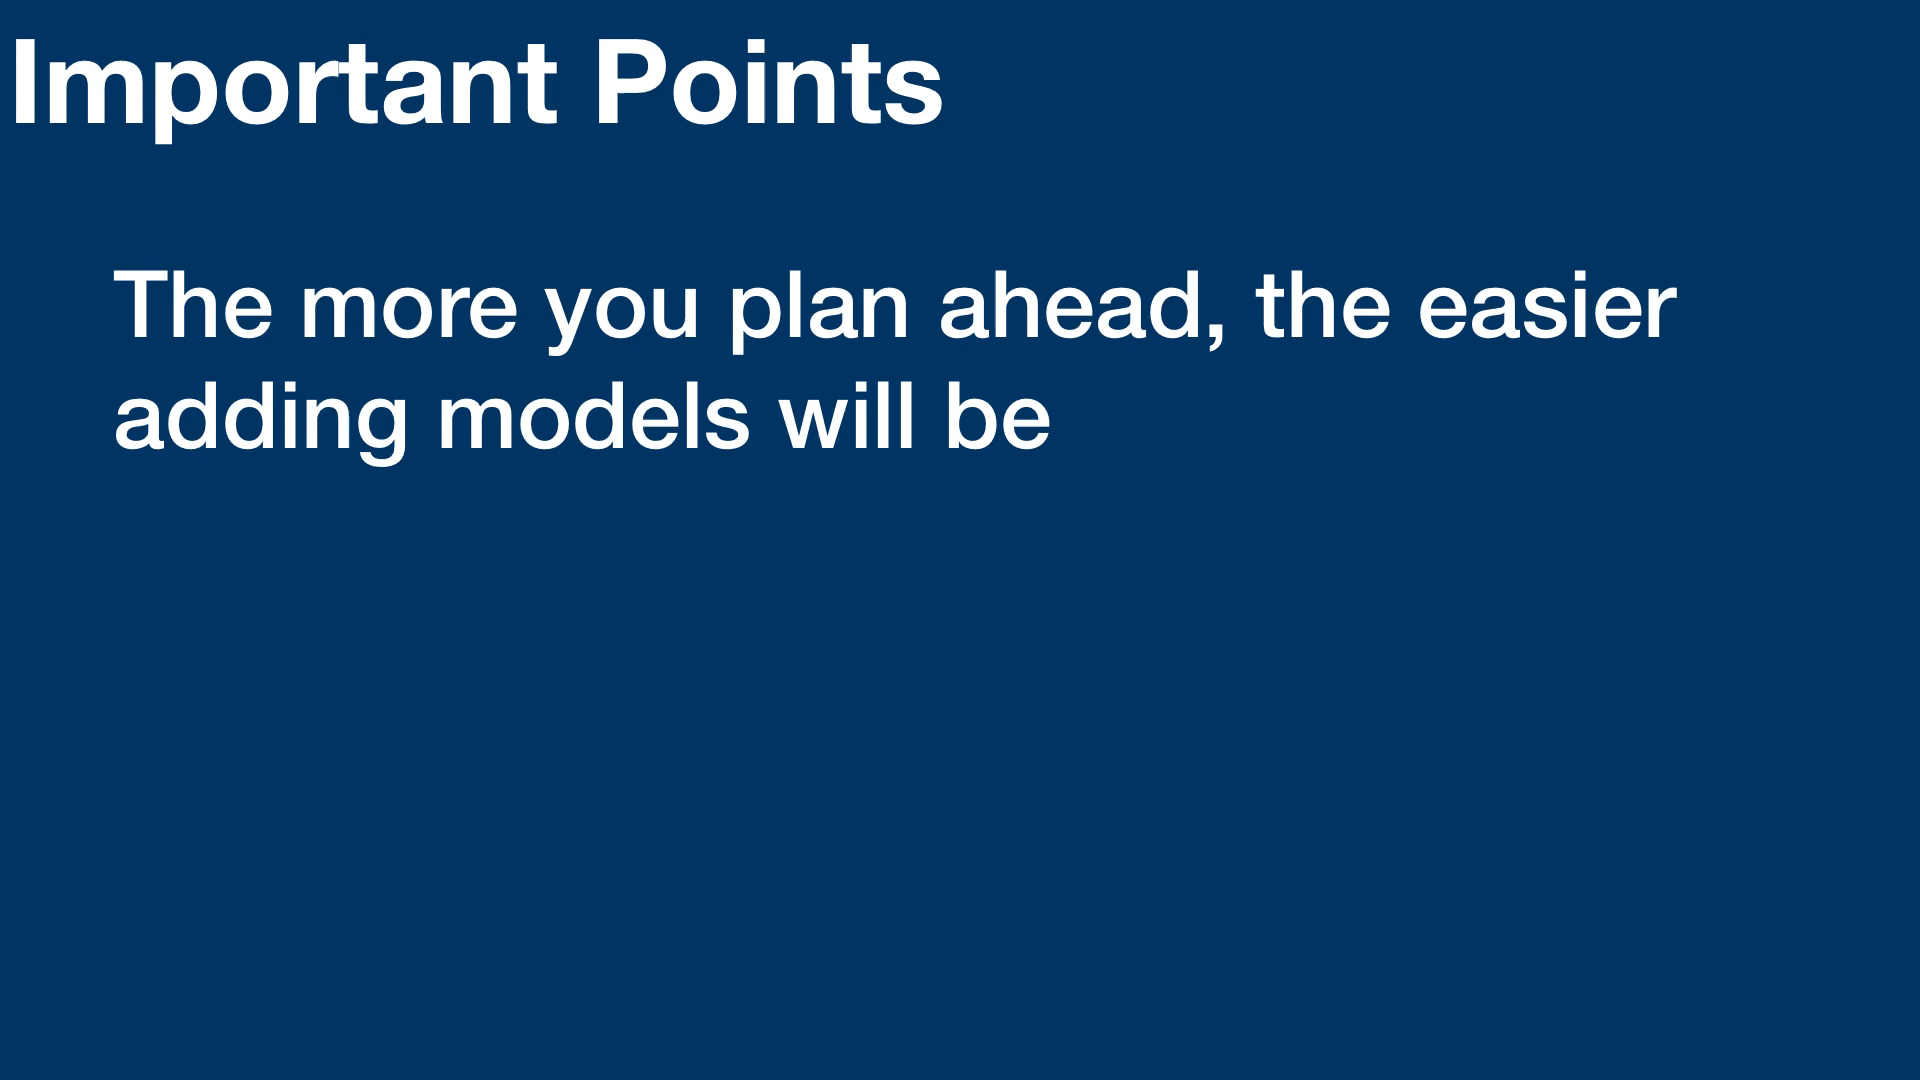 Important Points
The more you plan ahead, the easier
adding models will be